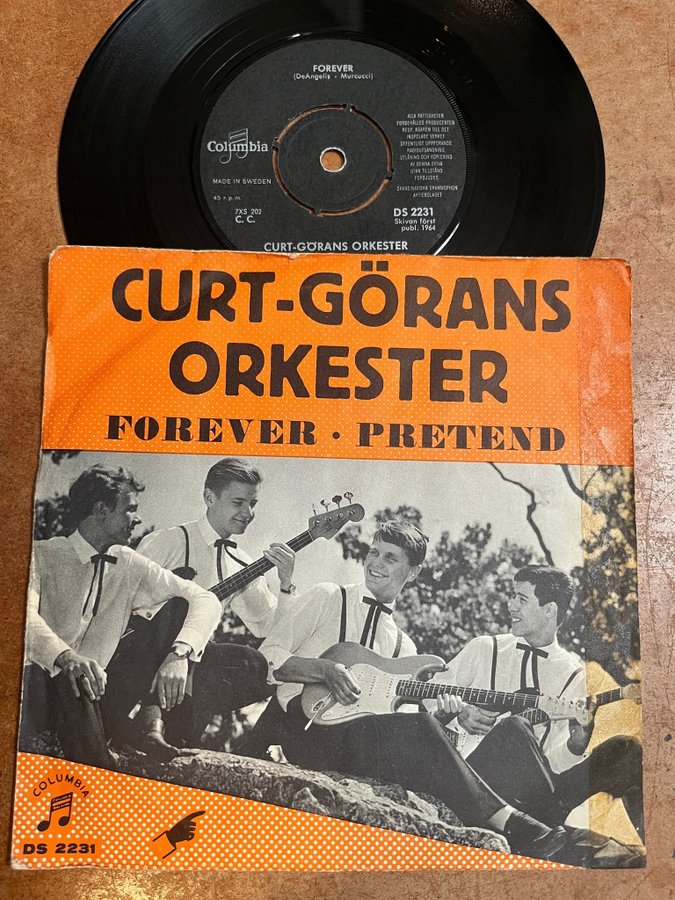 FOREVER
(DeAngelis - Murcucci)
Columbia
MADE IN SWEDEN
45 r.p.m.
7XS 202
C. C.
ALLA RÄTTIGHETER
FÖRBEHÅLLES PRODUCENTEN
RESP. ÄGAREN TILL DET
INSPELADE VERKET
OFFENTLIGT UPPFÖRANDE
RADIOUTSÄNDNING,
UTLÅNING OCH KOPIERING
AV DENNA SKIVA
UTAN TILLSTÅND
FÖRBJUDES.
SKANDINAVISKA GRAMMOPHON
AKTIEBOLAGET
DS 2231
Skivan först
publ. 1964
CURT-GÖRANS ORKESTER
CURT-GÖRANS
ORKESTER
FOREVER · PRETEND
COLUMBIA
DS 2231